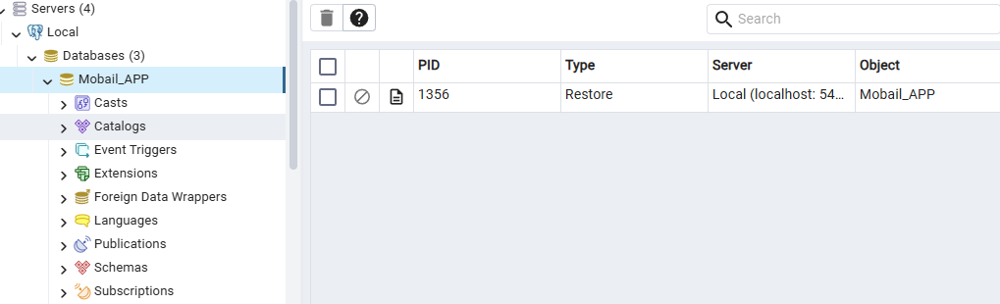 Servers (4)
Local
Databases (3)
Mobail_APP
Casts
Catalogs
Event Triggers
Extensions
Foreign Data Wrappers
Languages
Publications
Schemas
Subscriptions
Search
PID Type Server Object
1356 Restore Local (localhost: 54... Mobail_APP